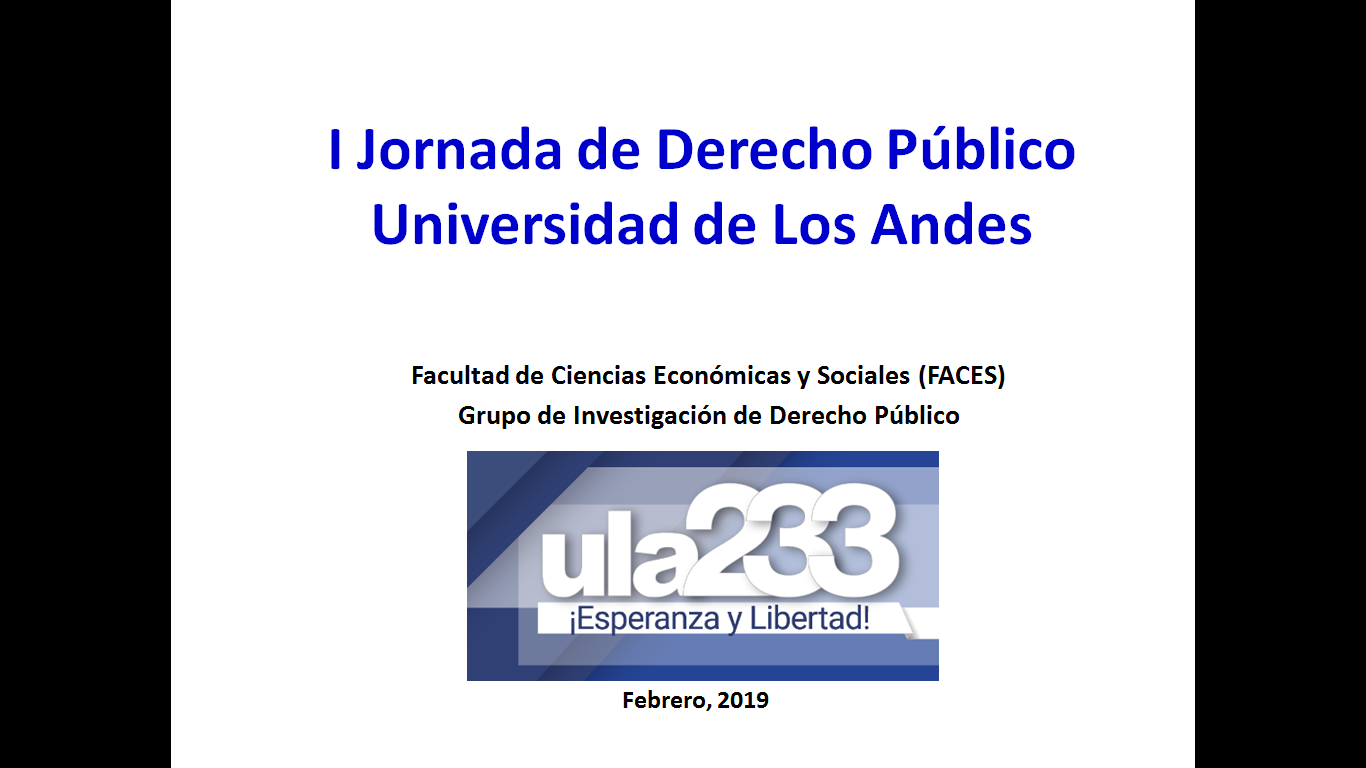 I Jornada de Derecho Público
Universidad de Los Andes
Facultad de Ciencias Económicas y Sociales (FACES)
Grupo de Investigación de Derecho Público
ula233
¡Esperanza y Libertad!
Febrero, 2019